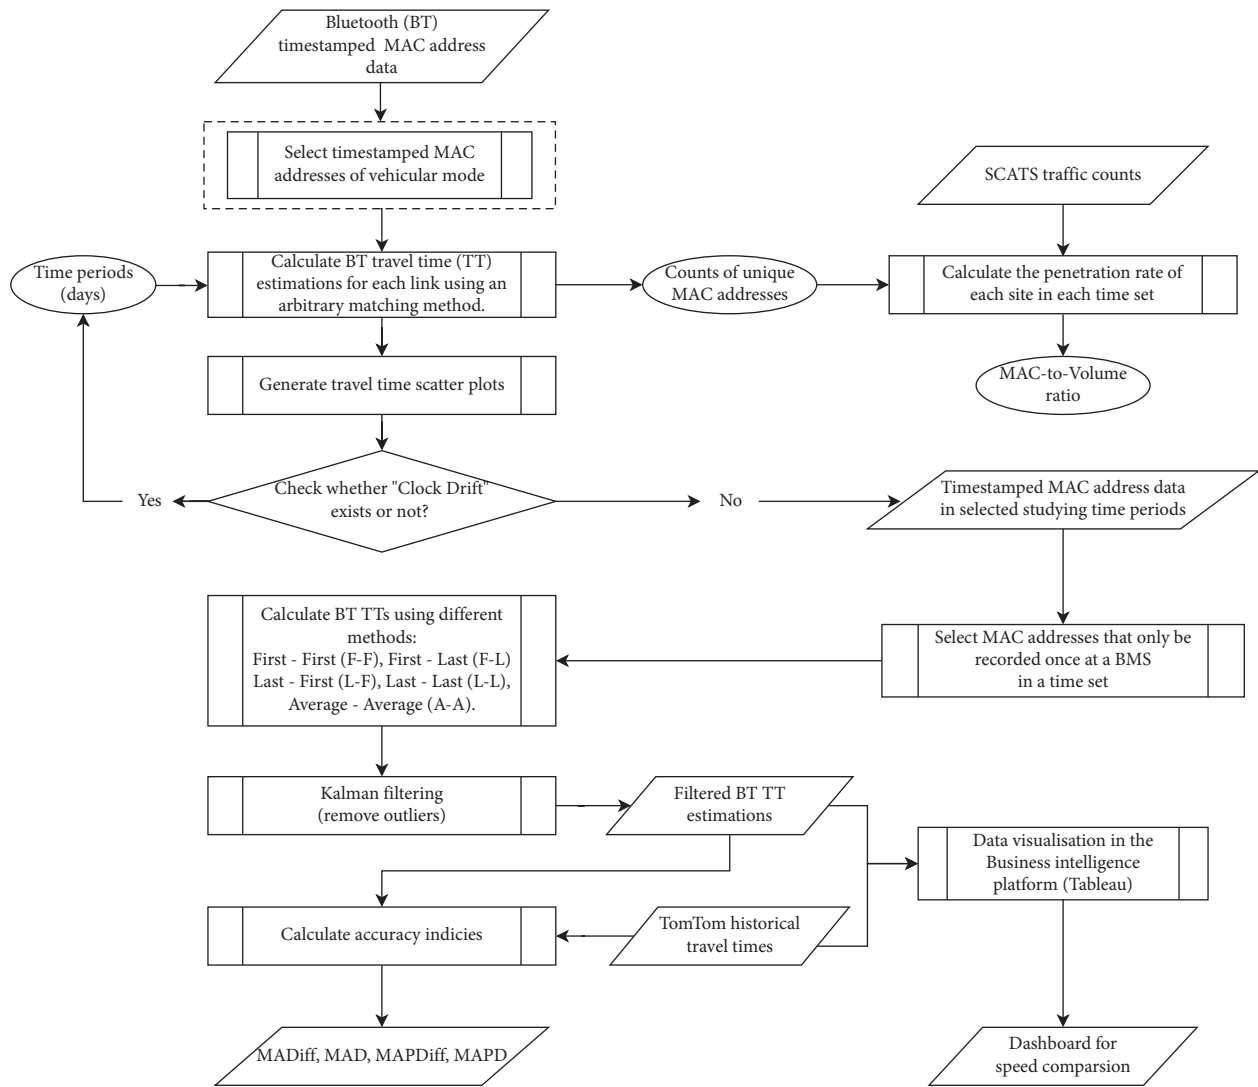 Bluetooth (BT)
timestamped MAC address
data
Select timestamped MAC
addresses of vehicular mode
SCATS traffic counts
Time periods
(days)
Calculate BT travel time (TT)
estimations for each link using an
arbitrary matching method.
Counts of unique
MAC addresses
Calculate the penetration rate of
each site in each time set
Generate travel time scatter plots
MAC-to-Volume
ratio
Check whether "Clock Drift"
exists or not?
Yes
No
Timestamped MAC address data
in selected studying time periods
Calculate BT TTs using different
methods:
First - First (F-F), First - Last (F-L)
Last - First (L-F), Last - Last (L-L),
Average - Average (A-A).
Select MAC addresses that only be
recorded once at a BMS
in a time set
Kalman filtering
(remove outliers)
Filtered BT TT
estimations
Data visualisation in the
Business intelligence
platform (Tableau)
Calculate accuracy indicies
TomTom historical
travel times
MADiff, MAD, MAPDiff, MAPD
Dashboard for
speed comparsion